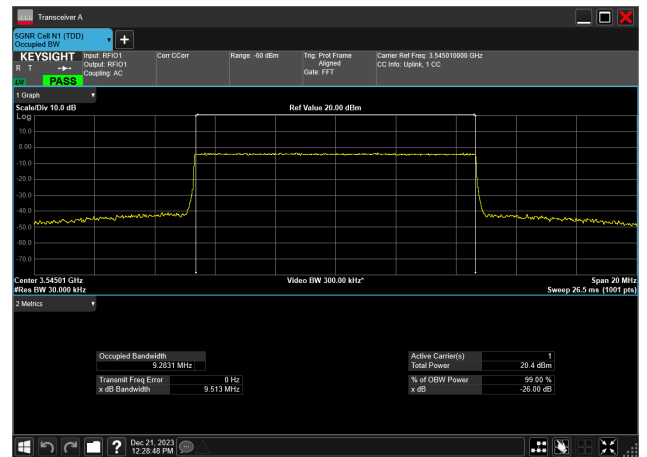 Transceiver A
5GNR Cell N1 (TDD)
Occupied BW
KEYSIGHT
R T
LW PASS
Input: RFIO1
Output: RFIO1
Coupling: AC
Corr CCorr
Range: -60 dBm
Trig: Prot Frame
Aligned
Gate: FFT
Carrier Ref Freq: 3.545010000 GHz
CC Info: Uplink, 1 CC
1 Graph
Scale/Div 10.0 dB
Ref Value 20.00 dBm
Log
10.0
0.00
-10.0
-20.0
-30.0
-40.0
-50.0
-60.0
-70.0
Center 3.54501 GHz
Video BW 300.00 kHz*
Span 20 MHz
#Res BW 30.000 kHz
Sweep 26.5 ms (1001 pts)
2 Metrics
Occupied Bandwidth
9.2831 MHz
Transmit Freq Error 0 Hz
x dB Bandwidth 9.513 MHz
Active Carrier(s) 1
Total Power 20.4 dBm
% of OBW Power 99.00 %
x dB -26.00 dB
Dec 21, 2023
12:28:48 PM